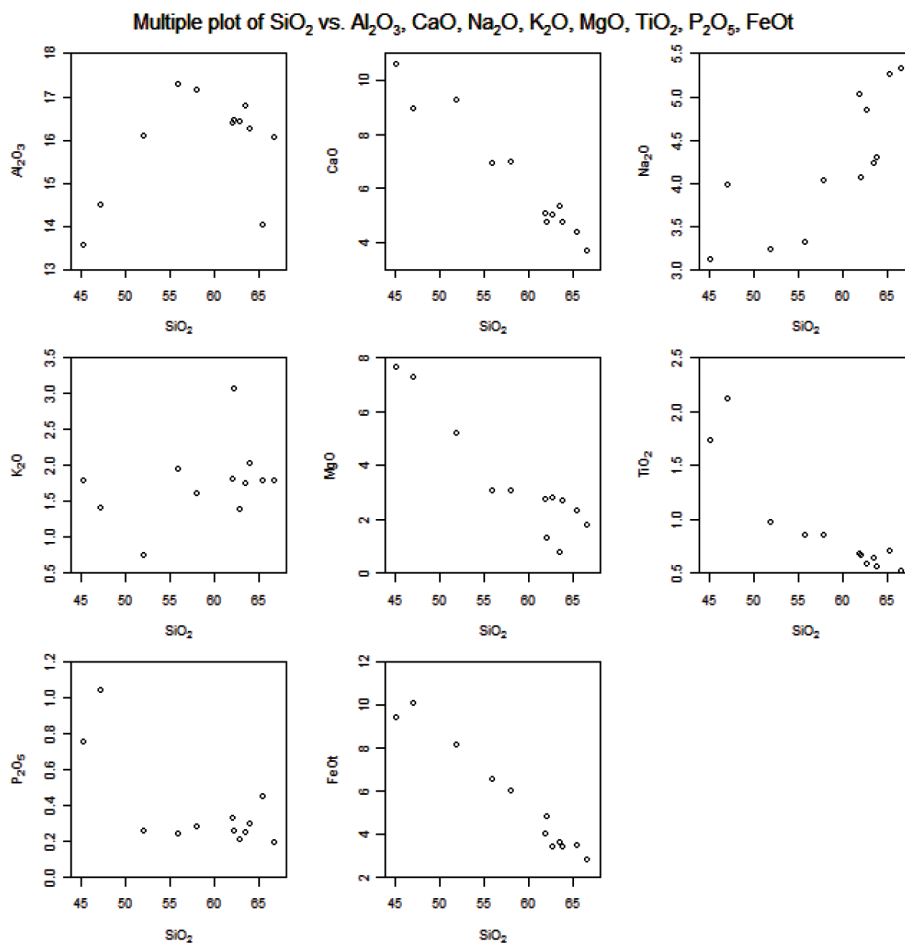 Multiple plot of SiO₂ vs. Al₂O₃, CaO, Na₂O, K₂O, MgO, TiO₂, P₂O₅, FeOt
Al₂O₃
18
17
16
15
14
13
45 50 55 60 65
SiO₂
CaO
10
8
6
4
45 50 55 60 65
SiO₂
Na₂O
5.5
5.0
4.5
4.0
3.5
3.0
45 50 55 60 65
SiO₂
K₂O
3.5
3.0
2.5
2.0
1.5
1.0
0.5
45 50 55 60 65
SiO₂
MgO
8
6
4
2
0
45 50 55 60 65
SiO₂
TiO₂
2.5
2.0
1.5
1.0
0.5
45 50 55 60 65
SiO₂
P₂O₅
1.2
1.0
0.8
0.6
0.4
0.2
0.0
45 50 55 60 65
SiO₂
FeOt
12
10
8
6
4
2
45 50 55 60 65
SiO₂